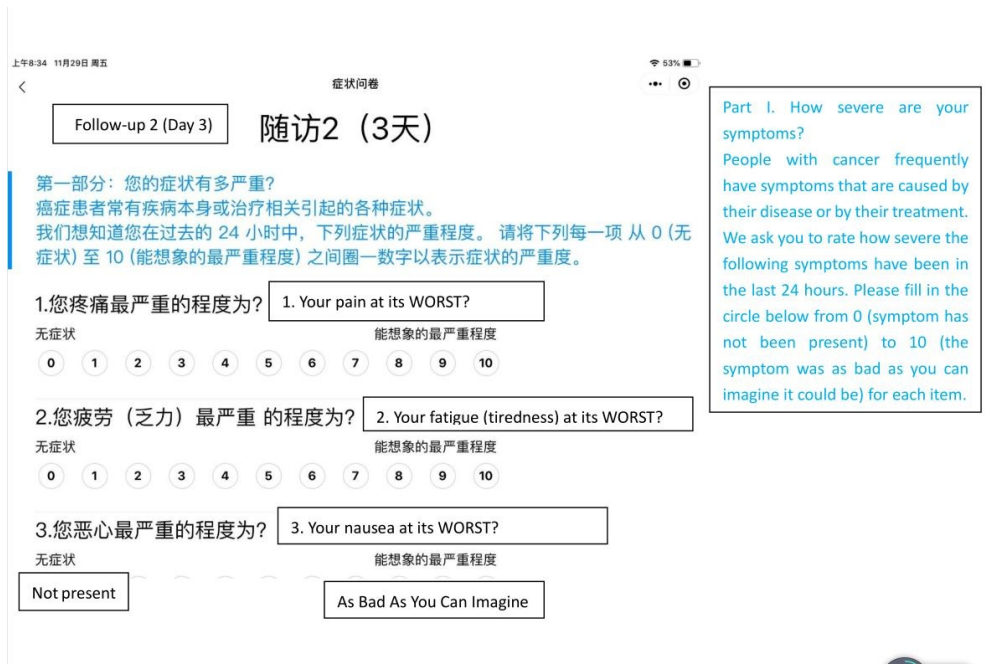 上午8:34 11月29日 周五
53%
症状问卷
Follow-up 2 (Day 3)
随访2（3天）
第一部分：您的症状有多严重?
癌症患者常有疾病本身或治疗相关引起的各种症状。
我们想知道您在过去的 24 小时中，下列症状的严重程度。 请将下列每一项 从 0 (无
症状) 至 10 (能想象的最严重程度) 之间圈一数字以表示症状的严重度。
1.您疼痛最严重的程度为?
1. Your pain at its WORST?
无症状 能想象的最严重程度
0 1 2 3 4 5 6 7 8 9 10
2.您疲劳（乏力）最严重 的程度为?
2. Your fatigue (tiredness) at its WORST?
无症状 能想象的最严重程度
0 1 2 3 4 5 6 7 8 9 10
3.您恶心最严重的程度为?
3. Your nausea at its WORST?
无症状 能想象的最严重程度
Not present
As Bad As You Can Imagine
Part I. How severe are your
symptoms?
People with cancer frequently
have symptoms that are caused by
their disease or by their treatment.
We ask you to rate how severe the
following symptoms have been in
the last 24 hours. Please fill in the
circle below from 0 (symptom has
not been present) to 10 (the
symptom was as bad as you can
imagine it could be) for each item.